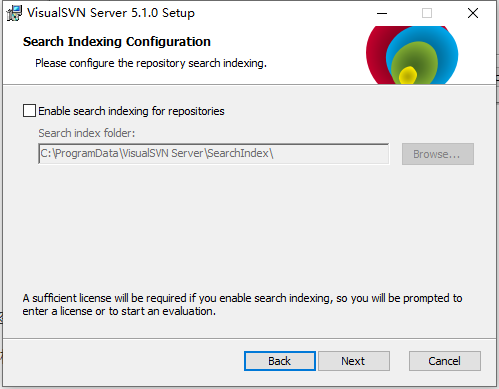 VisualSVN Server 5.1.0 Setup
Search Indexing Configuration
Please configure the repository search indexing.
Enable search indexing for repositories
Search index folder:
C:\ProgramData\VisualSVN Server\SearchIndex\
Browse...
A sufficient license will be required if you enable search indexing, so you will be prompted to
enter a license or to start an evaluation.
Back
Next
Cancel